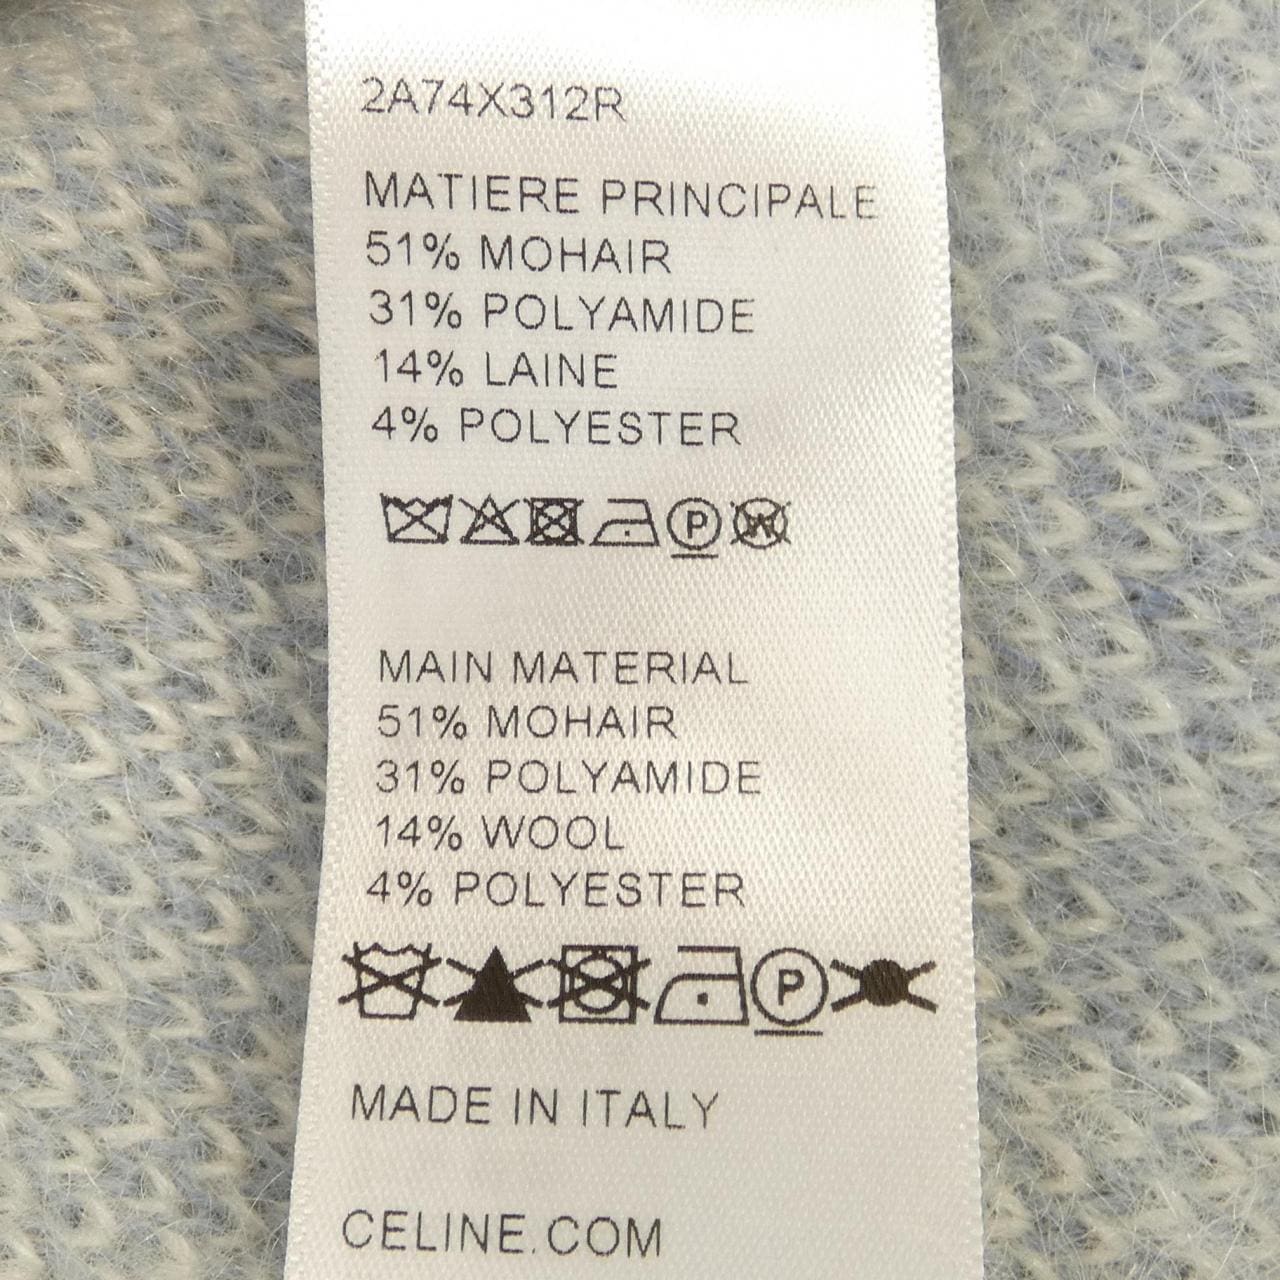 2A74X312R
MATIERE PRINCIPALE
51% MOHAIR
31% POLYAMIDE
14% LAINE
4% POLYESTER
P W
MAIN MATERIAL
51% MOHAIR
31% POLYAMIDE
14% WOOL
4% POLYESTER
P
MADE IN ITALY
CELINE.COM